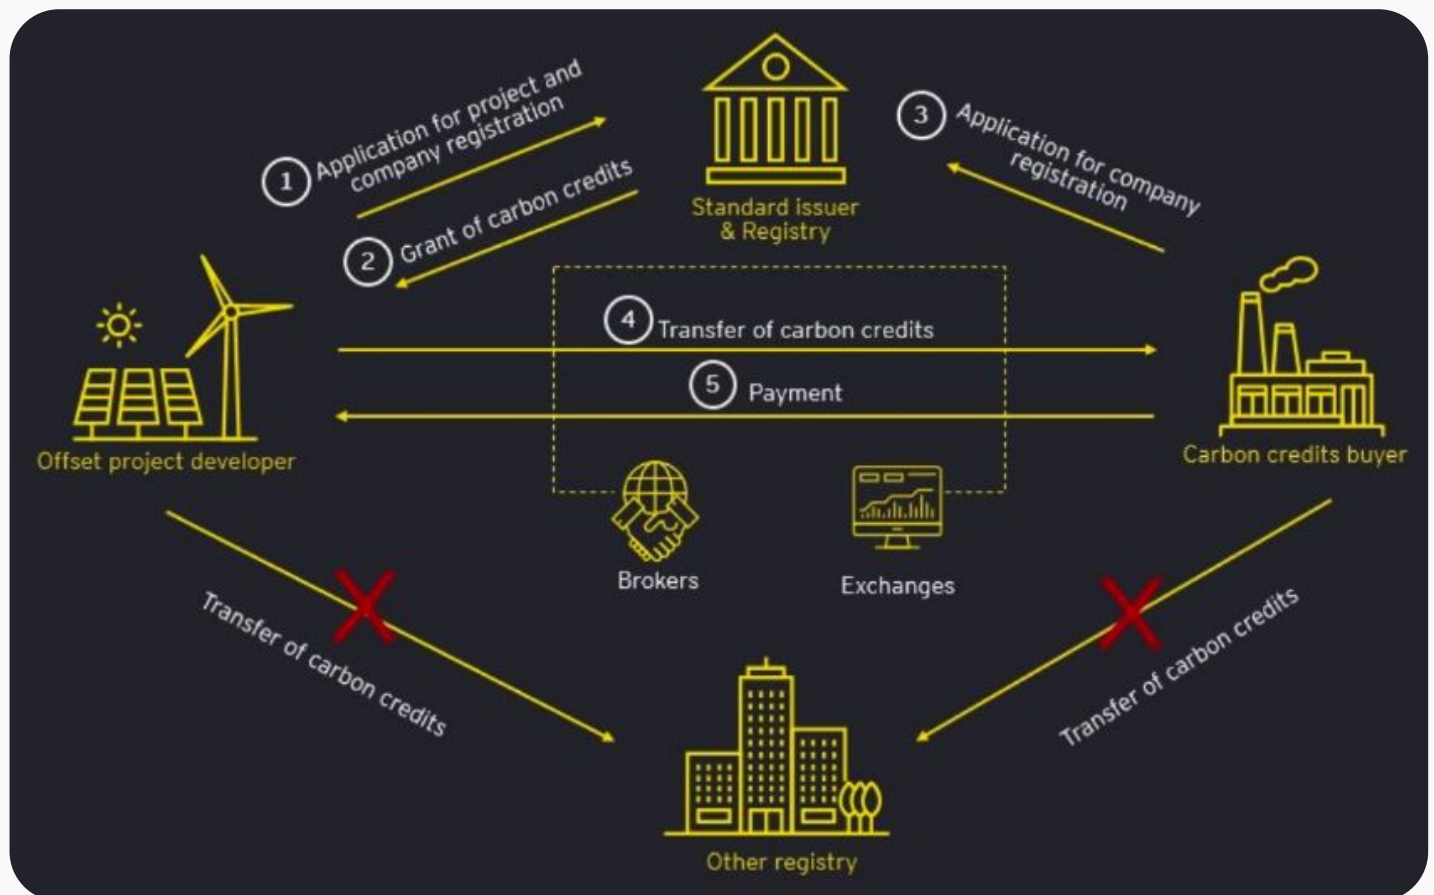 1
Application for project and
company registration
2
Grant of carbon credits
Standard issuer
& Registry
3
Application for company
registration
4
Transfer of carbon credits
5
Payment
Offset project developer
Carbon credits buyer
Brokers
Exchanges
Transfer of carbon credits
Transfer of carbon credits
Other registry